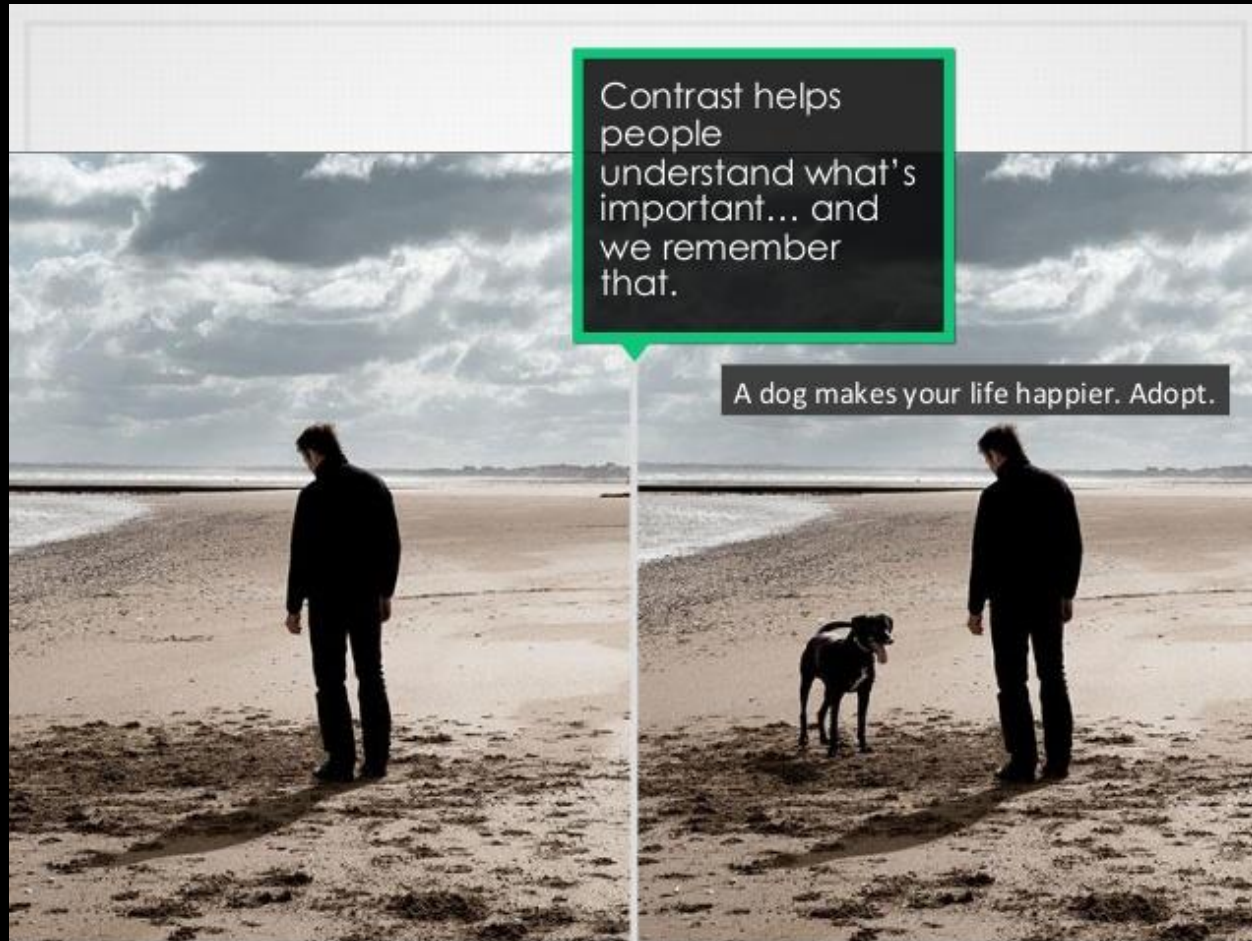 Contrast helps
people
understand what’s
important... and
we remember
that.
A dog makes your life happier. Adopt.